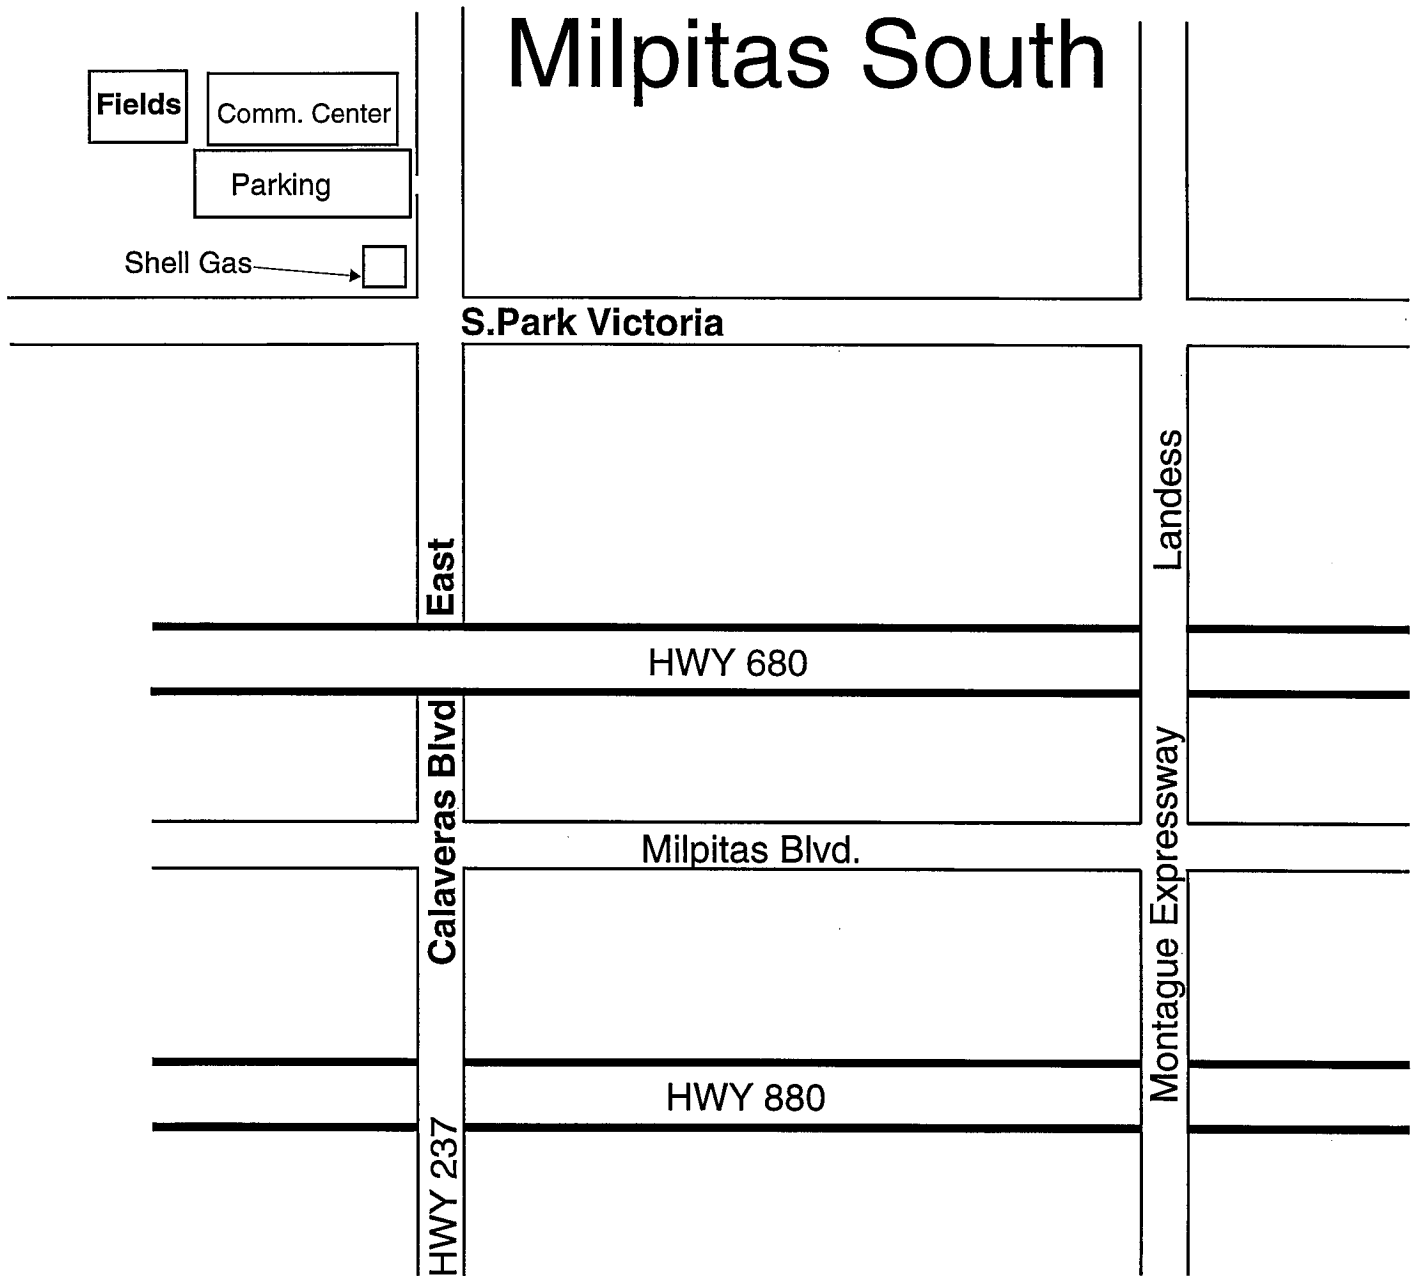 Milpitas South
Fields
Comm. Center
Parking
Shell Gas
S.Park Victoria
East
Landess
HWY 680
Calaveras Blvd
Montague Expressway
Milpitas Blvd.
HWY 880
HWY 237